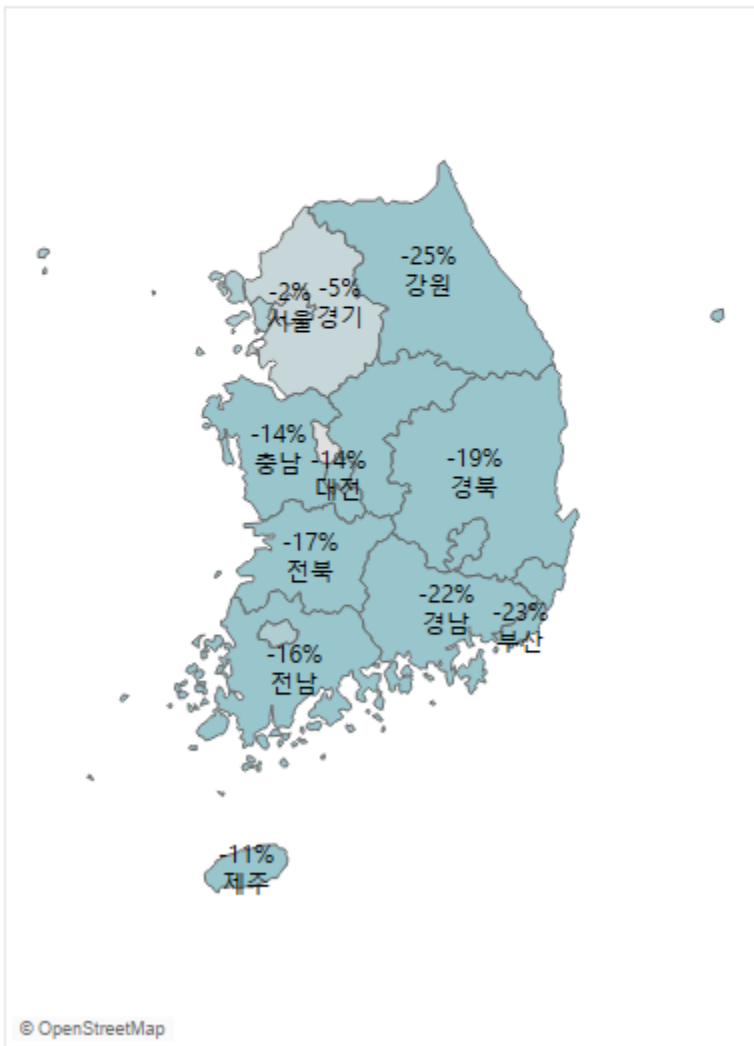 -25%
강원
-2%
서울
-5%
경기
-14%
충남
-14%
대전
-19%
경북
-17%
전북
-22%
경남
-23%
부산
-16%
전남
-11%
제주
© OpenStreetMap